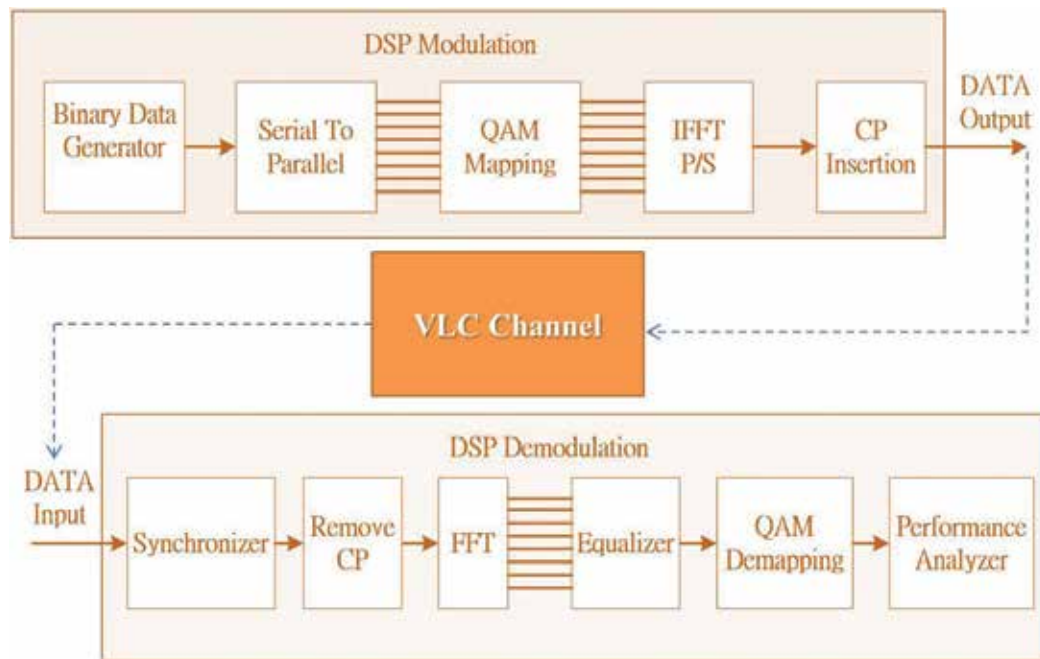 DSP Modulation
Binary Data
Generator
Serial To
Parallel
QAM
Mapping
IFFT
P/S
CP
Insertion
DATA
Output
VLC Channel
DSP Demodulation
DATA
Input
Synchronizer
Remove
CP
FFT
Equalizer
QAM
Demapping
Performance
Analyzer